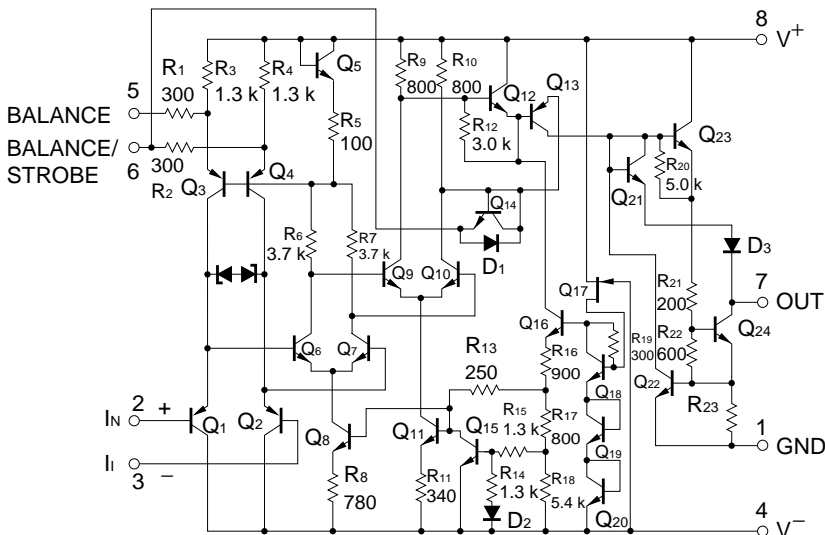 8
V+
R1
300
R3
1.3 k
R4
1.3 k
Q5
R9
800
R10
800
Q12
Q13
5
BALANCE
BALANCE/
STROBE
6
300
R2
R5
100
R12
3.0 k
Q23
R20
5.0 k
Q21
Q3
Q4
Q14
D1
R6
3.7 k
R7
3.7 k
Q9
Q10
Q17
D3
7
OUT
R21
200
Q24
Q16
R19
300
R22
600
Q6
Q7
R13
250
R16
900
Q22
Q18
R23
IN
2
+
Q1
Q2
Q8
Q11
Q15
R15
1.3 k
R17
800
Q19
1
GND
II
3
−
R8
780
R11
340
R14
1.3 k
R18
5.4 k
D2
Q20
4
V−